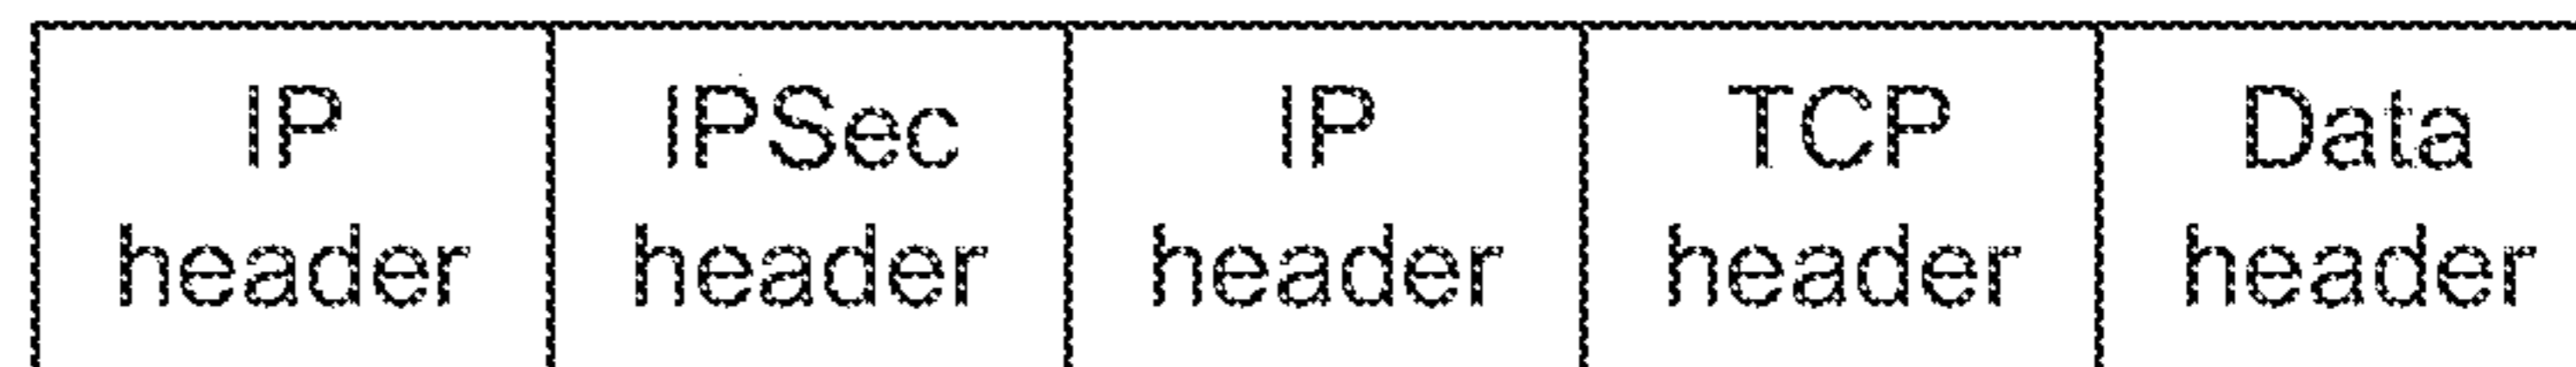 IP IPSec IP TCP Data
header header header header header